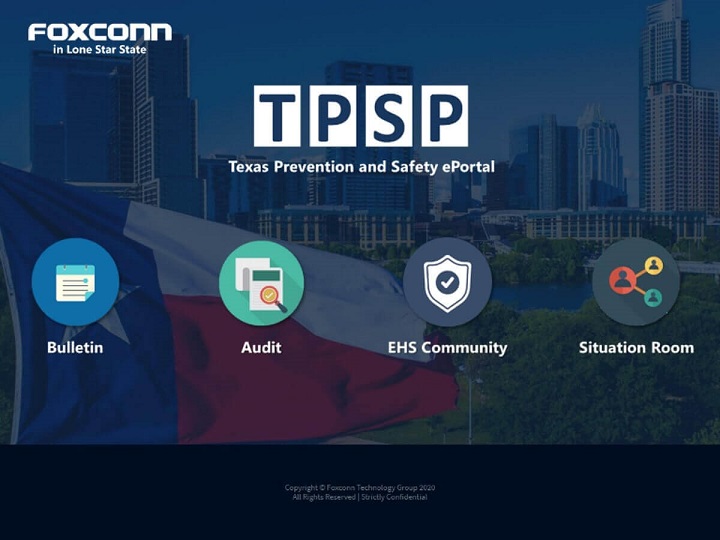 FOXCONN
in Lone Star State
TPSP
Texas Prevention and Safety ePortal
Bulletin
Audit
EHS Community
Situation Room
Copyright © Foxconn Technology Group 2020
All Rights Reserved | Strictly Confidential